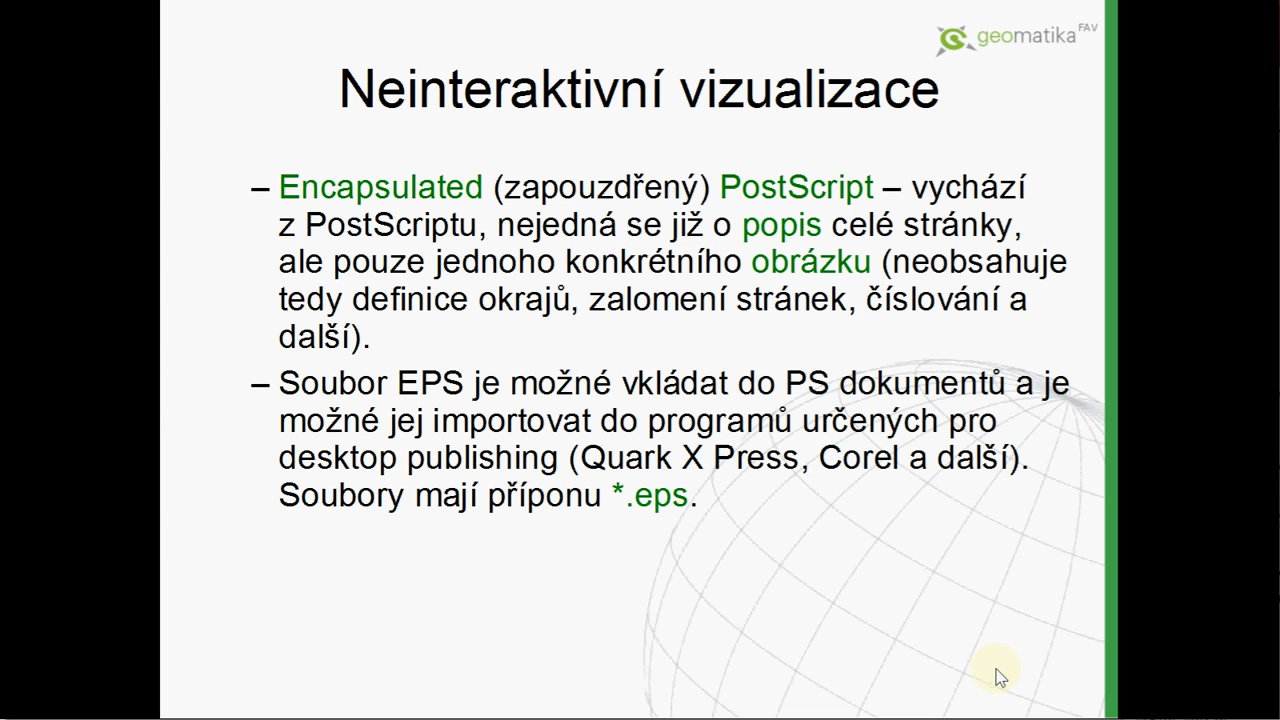 geomatika FAV
Neinteraktivní vizualizace
– Encapsulated (zapouzdřený) PostScript – vychází
z PostScriptu, nejedná se již o popis celé stránky,
ale pouze jednoho konkrétního obrázku (neobsahuje
tedy definice okrajů, zalomení stránek, číslování a
další).
– Soubor EPS je možné vkládat do PS dokumentů a je
možné jej importovat do programů určených pro
desktop publishing (Quark X Press, Corel a další).
Soubory mají příponu *.eps.